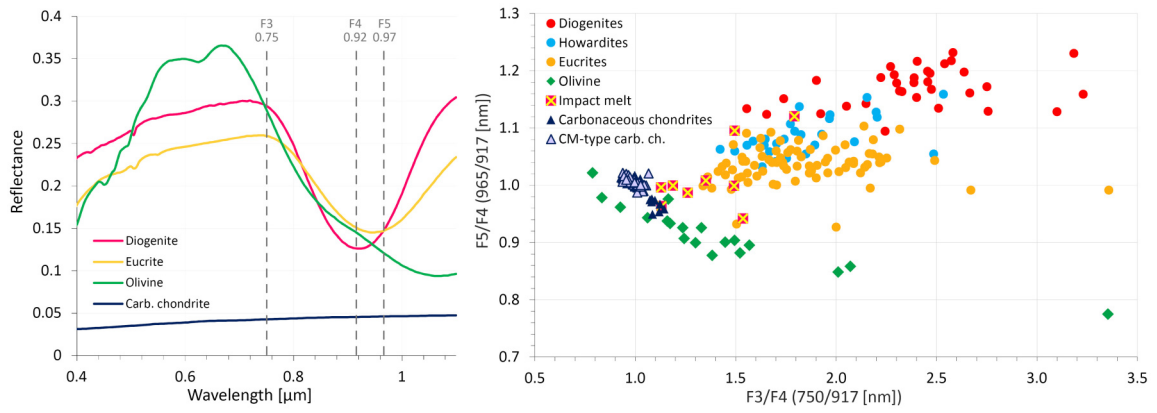 F3
0.75
F4
0.92
F5
0.97
0.4
0.35
0.3
0.25
0.2
0.15
0.1
0.05
0
Reflectance
Diogenite
Eucrite
Olivine
Carb. chondrite
0.4
0.6
0.8
1
Wavelength [μm]
1.3
1.2
1.1
1.0
0.9
0.8
0.7
F5/F4 (965/917 [nm])
Diogenites
Howardites
Eucrites
Olivine
Impact melt
Carbonaceous chondrites
CM-type carb. ch.
0.5
1.0
1.5
2.0
2.5
3.0
3.5
F3/F4 (750/917 [nm])